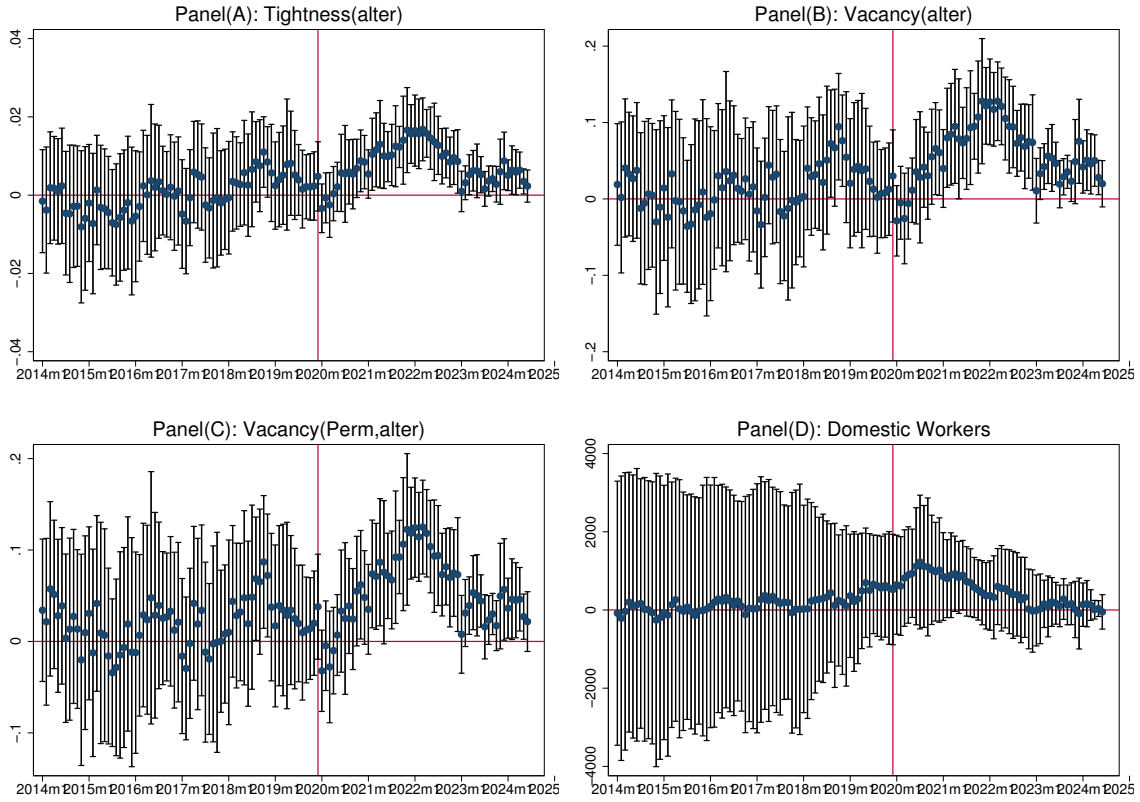 Panel(A): Tightness(alter)
.04
.02
0
-.02
-.04
2014m1 2015m1 2016m1 2017m1 2018m1 2019m1 2020m1 2021m1 2022m1 2023m1 2024m1 2025
Panel(B): Vacancy(alter)
.2
.1
0
-.1
-.2
2014m1 2015m1 2016m1 2017m1 2018m1 2019m1 2020m1 2021m1 2022m1 2023m1 2024m1 2025
Panel(C): Vacancy(Perm,alter)
.2
.1
0
-.1
2014m1 2015m1 2016m1 2017m1 2018m1 2019m1 2020m1 2021m1 2022m1 2023m1 2024m1 2025
Panel(D): Domestic Workers
4000
2000
0
-2000
-4000
2014m1 2015m1 2016m1 2017m1 2018m1 2019m1 2020m1 2021m1 2022m1 2023m1 2024m1 2025